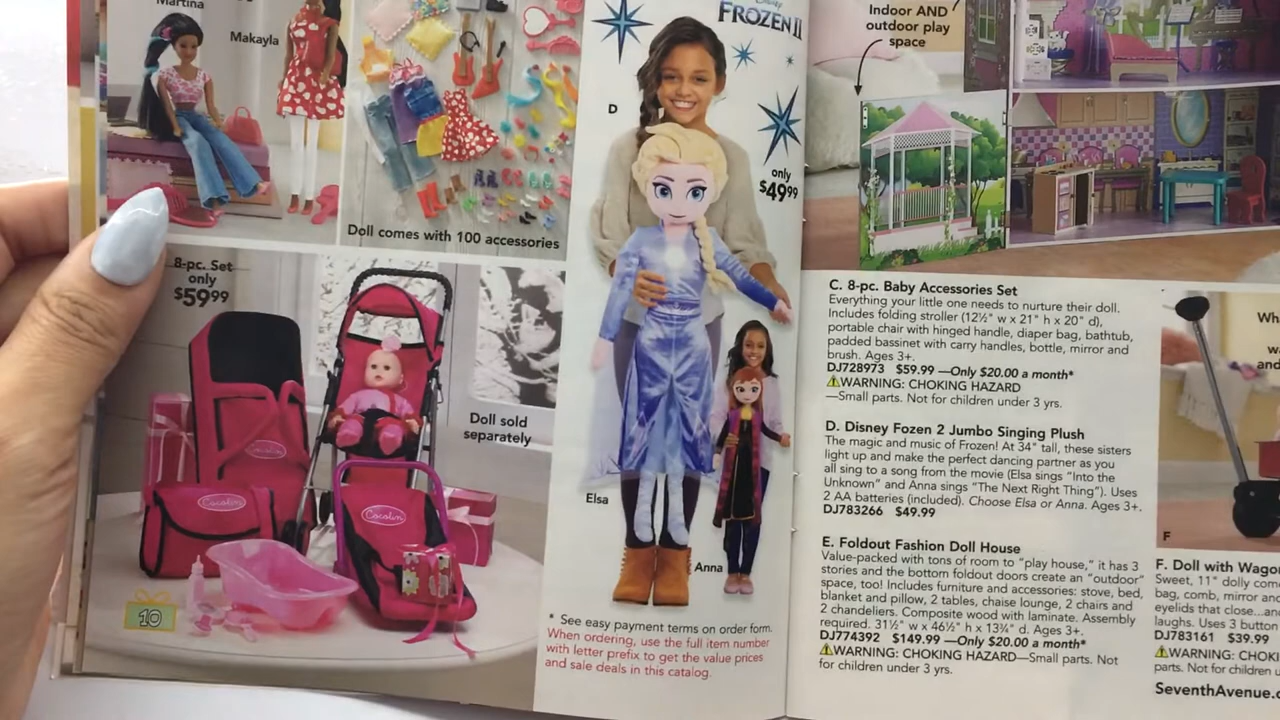 Martina
Makayla
Doll comes with 100 accessories
8-pc. Set
only
$59.99
Doll sold
separately
Cocolin
Cocolin
Cocolin
10
FROZEN II
D
only
$49.99
Elsa
Anna
* See easy payment terms on order form.
When ordering, use the full item number
with letter prefix to get the value prices
and sale deals in this catalog.
Indoor AND
outdoor play
space
C. 8-pc. Baby Accessories Set
Everything your little one needs to nurture their doll.
Includes folding stroller (12½" w x 21" h x 20" d),
portable chair with hinged handle, diaper bag, bathtub,
padded bassinet with carry handles, bottle, mirror and
brush. Ages 3+.
DJ728973 $59.99 —Only $20.00 a month*
WARNING: CHOKING HAZARD
—Small parts. Not for children under 3 yrs.
D. Disney Fozen 2 Jumbo Singing Plush
The magic and music of Frozen! At 34" tall, these sisters
light up and make the perfect dancing partner as you
all sing to a song from the movie (Elsa sings "Into the
Unknown" and Anna sings "The Next Right Thing"). Uses
2 AA batteries (included). Choose Elsa or Anna. Ages 3+.
DJ783266 $49.99
E. Foldout Fashion Doll House
Value-packed with tons of room to "play house," it has 3
stories and the bottom foldout doors create an "outdoor"
space, too! Includes furniture and accessories: stove, bed,
blanket and pillow, 2 tables, chaise lounge, 2 chairs and
2 chandeliers. Composite wood with laminate. Assembly
required. 31½" w x 46½" h x 13¾" d. Ages 3+.
DJ774392 $149.99 —Only $20.00 a month*
WARNING: CHOKING HAZARD—Small parts. Not
for children under 3 yrs.
Wh
wa
and
F
F. Doll with Wago
Sweet, 11" dolly com
bag, comb, mirror and
eyelids that close...an
laughs. Uses 3 button
DJ783161 $39.99
WARNING: CHOK
parts. Not for children u
SeventhAvenue.c